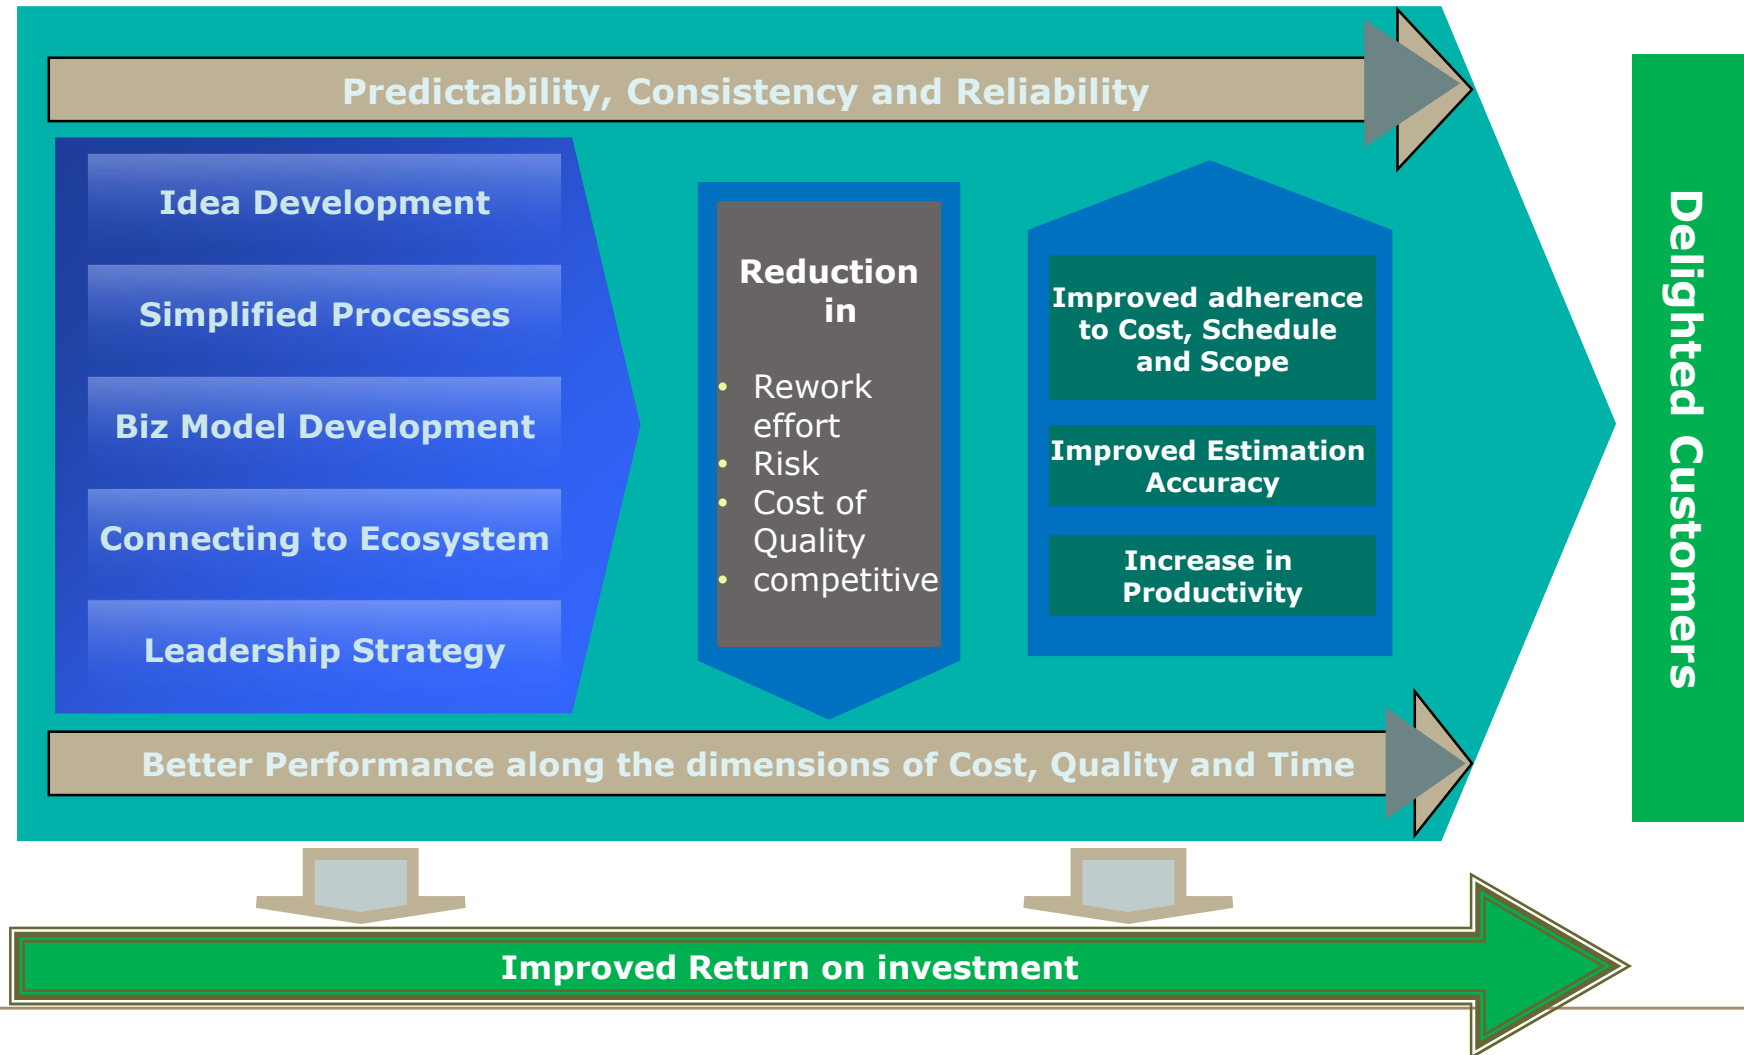 Predictability, Consistency and Reliability
Idea Development
Simplified Processes
Biz Model Development
Connecting to Ecosystem
Leadership Strategy
Reduction
in
• Rework
effort
• Risk
• Cost of
Quality
• competitive
Improved adherence
to Cost, Schedule
and Scope
Improved Estimation
Accuracy
Increase in
Productivity
Better Performance along the dimensions of Cost, Quality and Time
Delighted Customers
Improved Return on investment